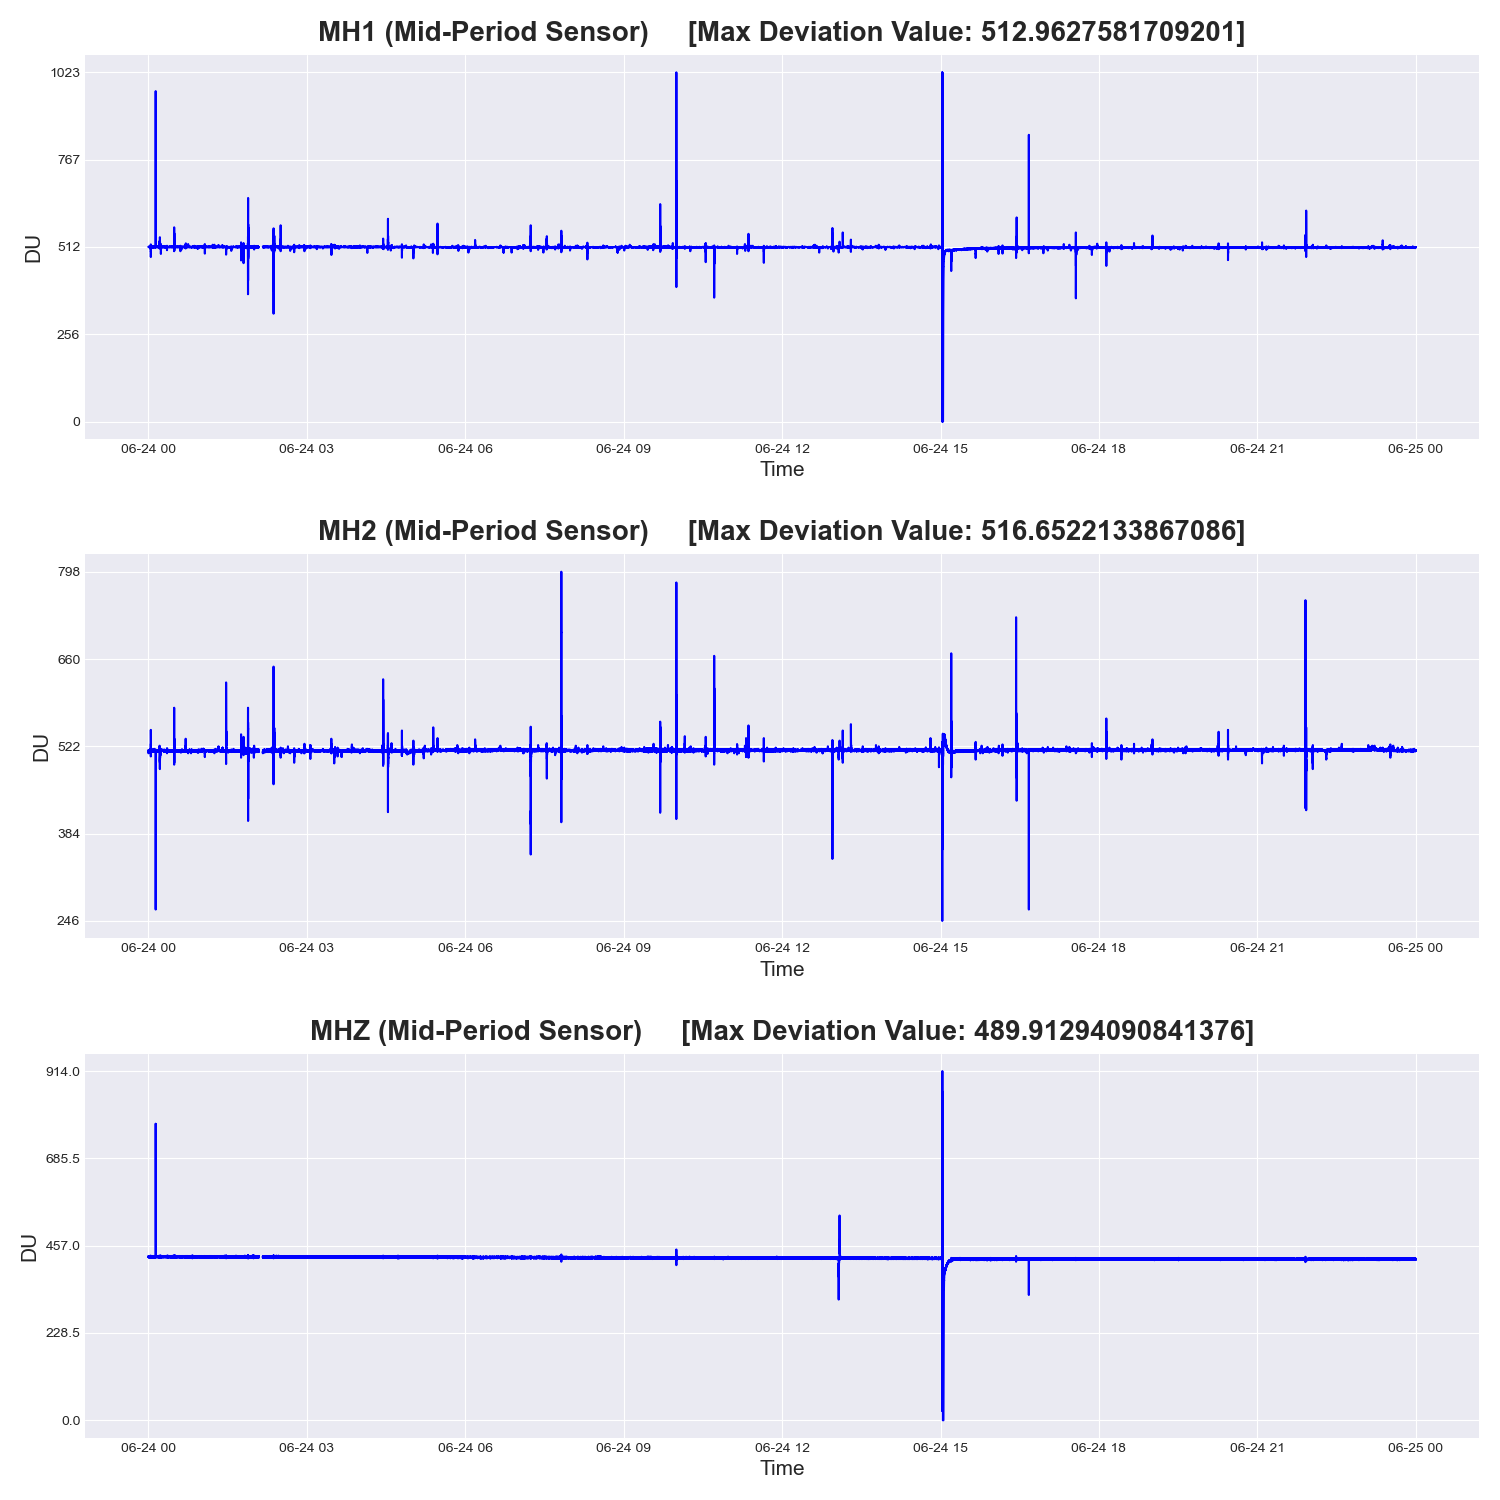 MH1 (Mid-Period Sensor) [Max Deviation Value: 512.9627581709201]
1023
767
512
256
0
DU
06-24 00 06-24 03 06-24 06 06-24 09 06-24 12 06-24 15 06-24 18 06-24 21 06-25 00
Time
MH2 (Mid-Period Sensor) [Max Deviation Value: 516.6522133867086]
798
660
522
384
246
DU
06-24 00 06-24 03 06-24 06 06-24 09 06-24 12 06-24 15 06-24 18 06-24 21 06-25 00
Time
MHZ (Mid-Period Sensor) [Max Deviation Value: 489.91294090841376]
914.0
685.5
457.0
228.5
0.0
DU
06-24 00 06-24 03 06-24 06 06-24 09 06-24 12 06-24 15 06-24 18 06-24 21 06-25 00
Time